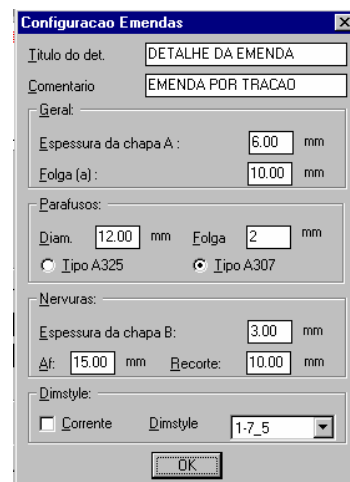 Configuracao Emendas
Titulo do det. DETALHE DA EMENDA
Comentario EMENDA POR TRACAO
Geral:
Espessura da chapa A : 6.00 mm
Folga (a) : 10.00 mm
Parafusos:
Diam. 12.00 mm Folga 2 mm
Tipo A325 Tipo A307
Nervuras:
Espessura da chapa B: 3.00 mm
Af: 15.00 mm Recorte: 10.00 mm
Dimstyle:
Corrente Dimstyle 1-7_5
OK